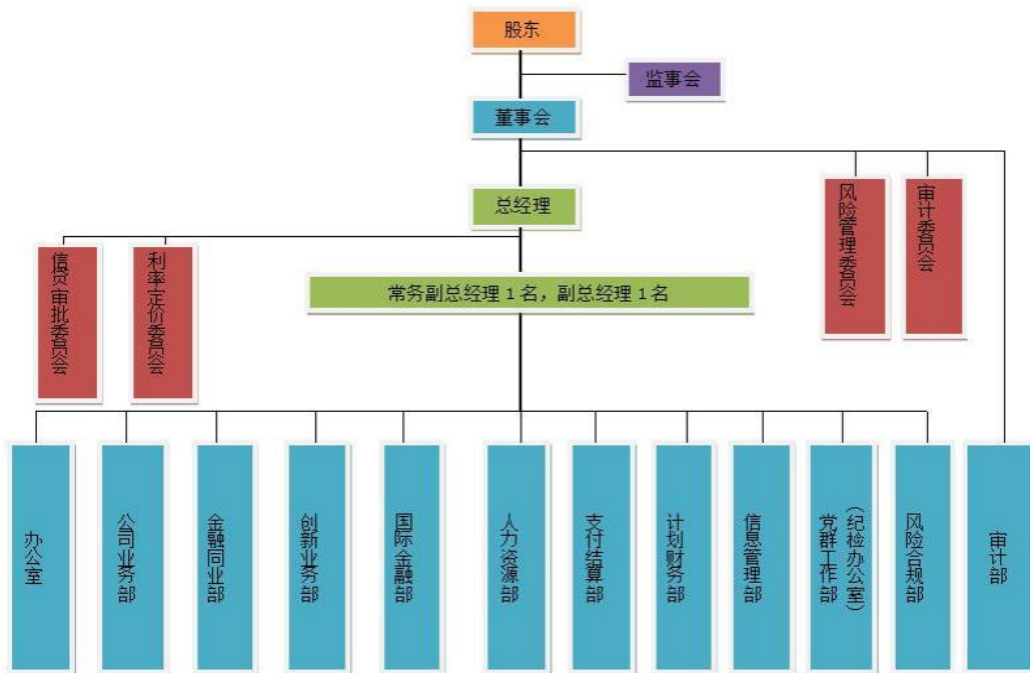 股东
监事会
董事会
总经理
风险管理委员会
审计委员会
信贷审批委员会
利率定价委员会
常务副总经理 1 名，副总经理 1 名
办公室
公司业务部
金融同业部
创新业务部
国际金融部
人力资源部
支付结算部
计划财务部
信息管理部
（纪检办公室）
党群工作部
风险合规部
审计部